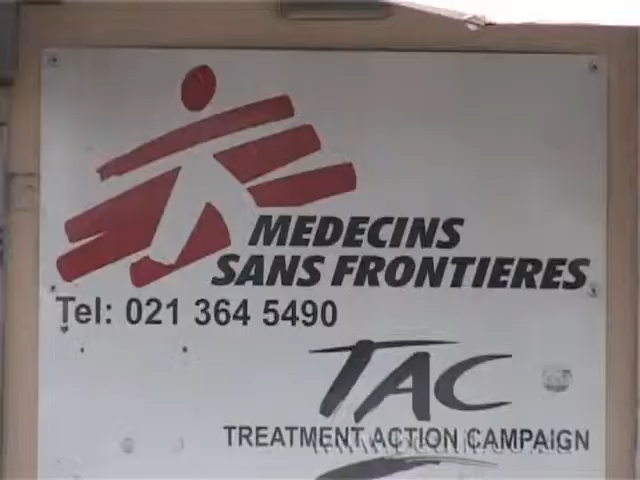 MEDECINS
SANS FRONTIERES
Tel: 021 364 5490
TAC
TREATMENT ACTION CAMPAIGN